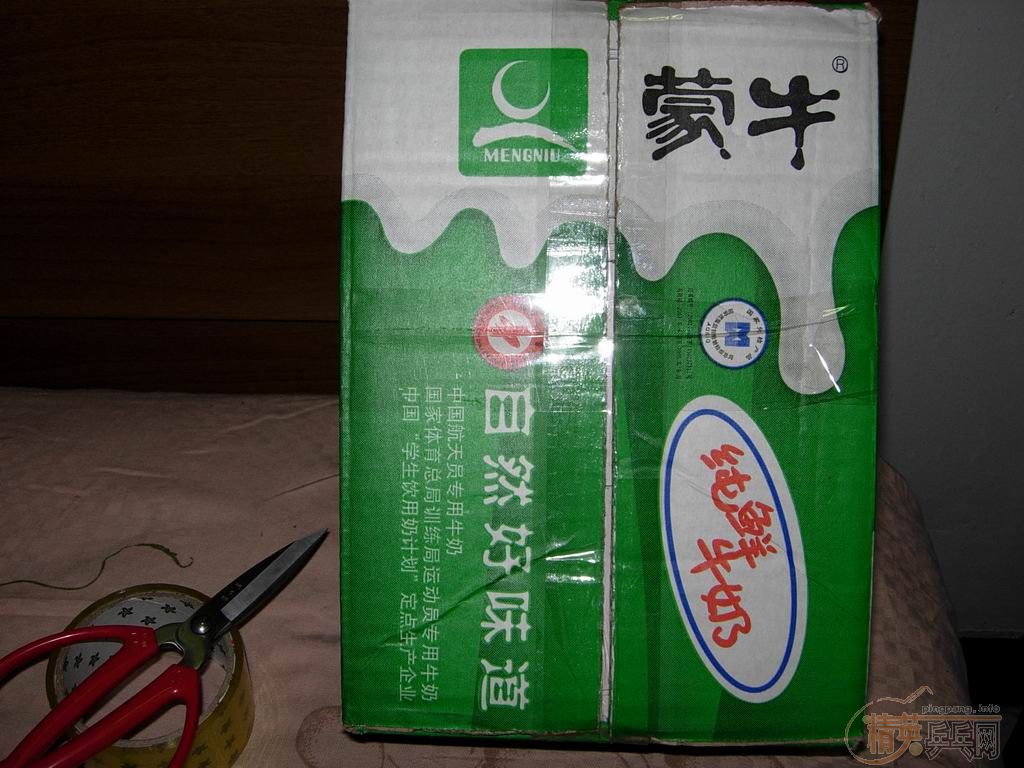 蒙牛
®
MENGNIU
纯鲜牛奶
自然好味道
中国航天员专用牛奶
国家体育总局训练局运动员专用牛奶
中国“学生饮用奶计划”定点生产企业
pingpung.info
精英乒乓网